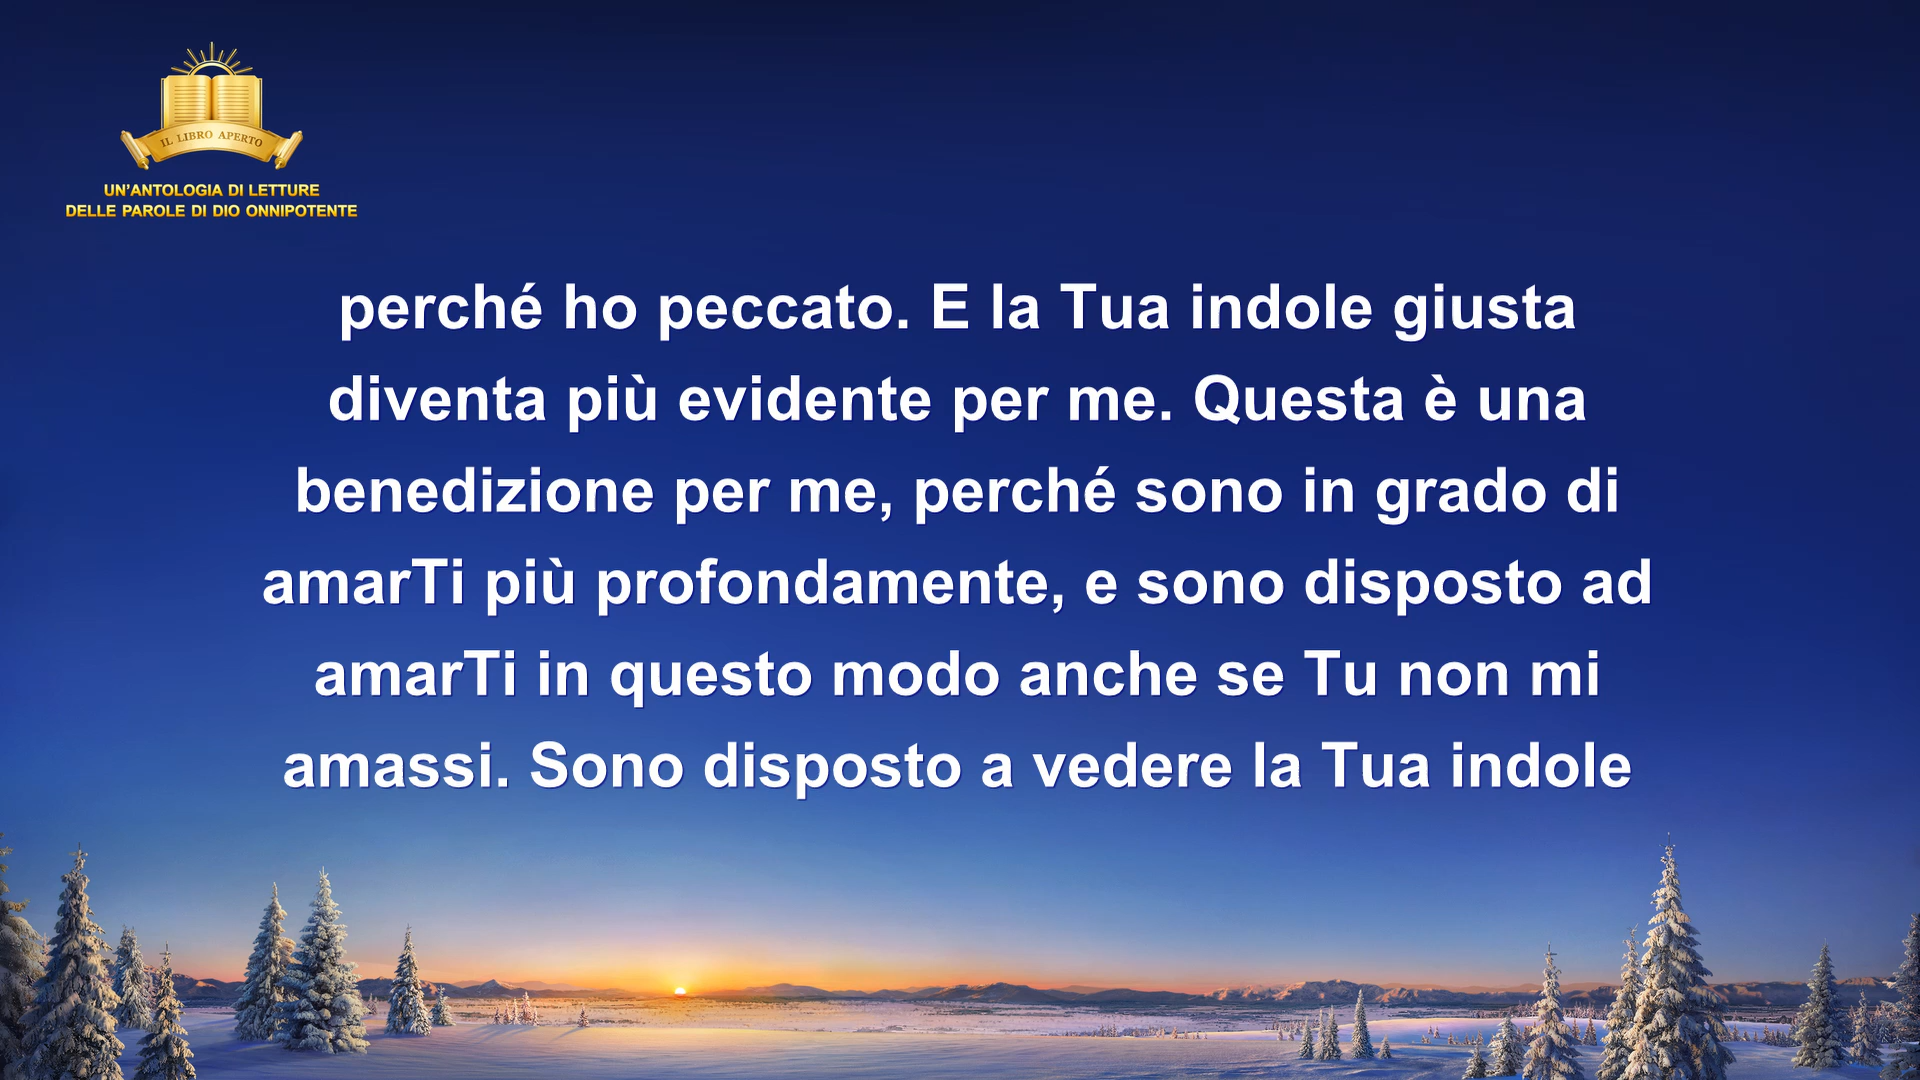 IL LIBRO APERTO
UN'ANTOLOGIA DI LETTURE
DELLE PAROLE DI DIO ONNIPOTENTE
perché ho peccato. E la Tua indole giusta
diventa più evidente per me. Questa è una
benedizione per me, perché sono in grado di
amarTi più profondamente, e sono disposto ad
amarTi in questo modo anche se Tu non mi
amassi. Sono disposto a vedere la Tua indole